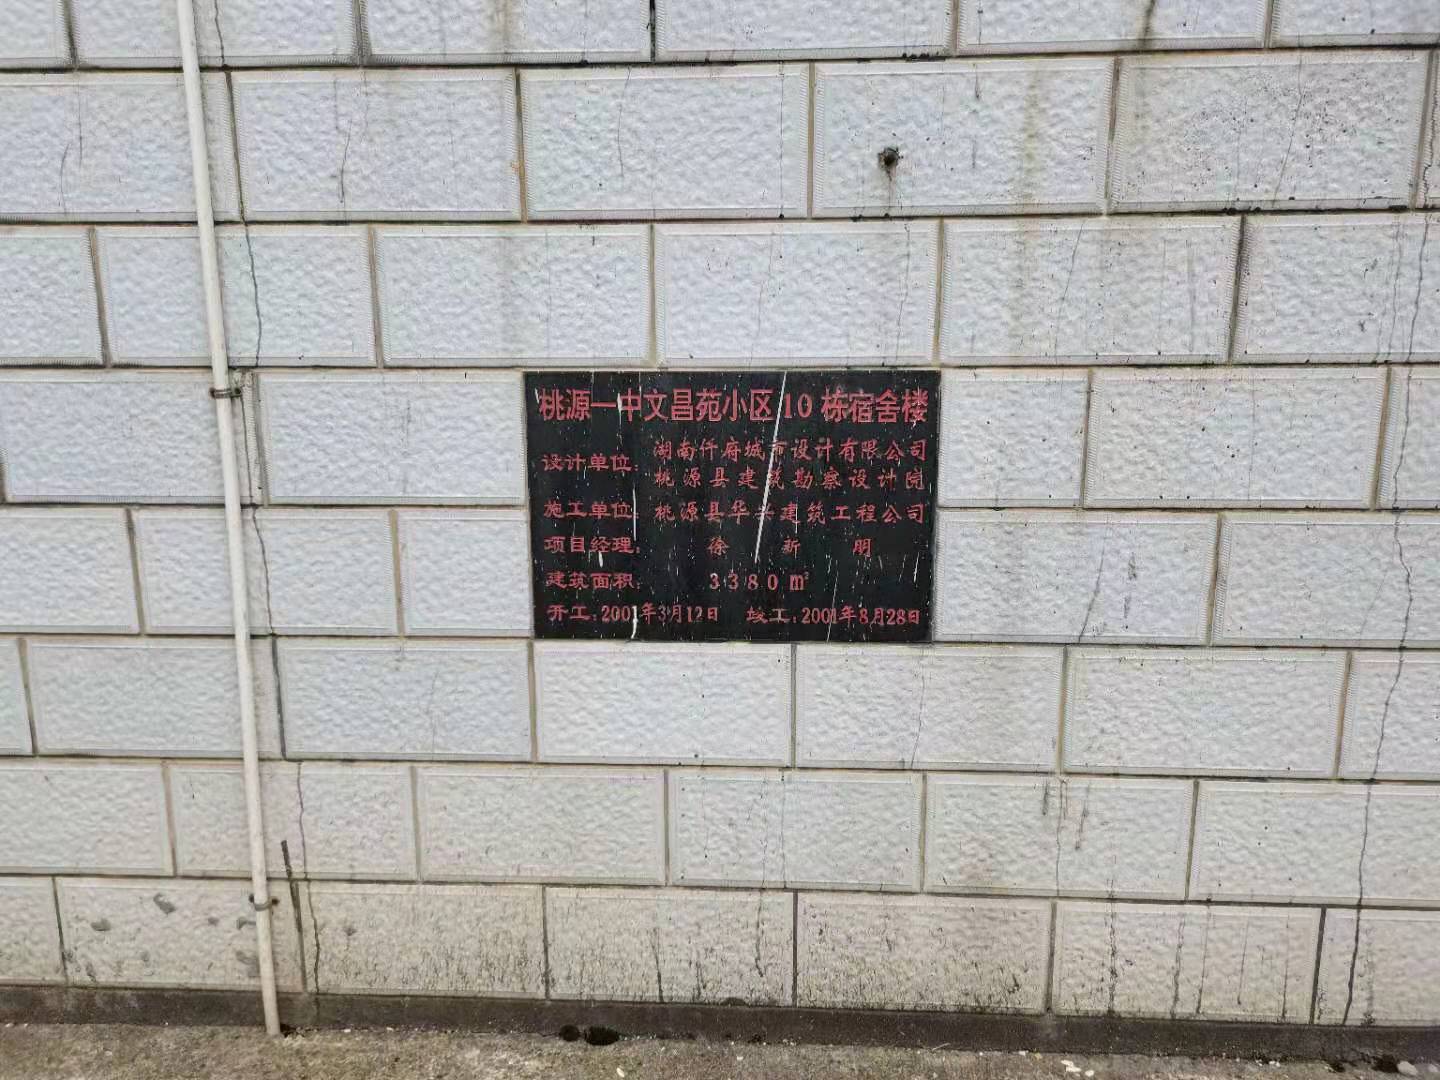 桃源一中文昌苑小区10栋宿舍楼
设计单位:湖南仟府城市设计有限公司
桃源县建筑勘察设计院
施工单位:桃源县华兴建筑工程公司
项目经理:徐新明
建筑面积:3380㎡
开工:2001年3月12日 竣工:2001年8月28日